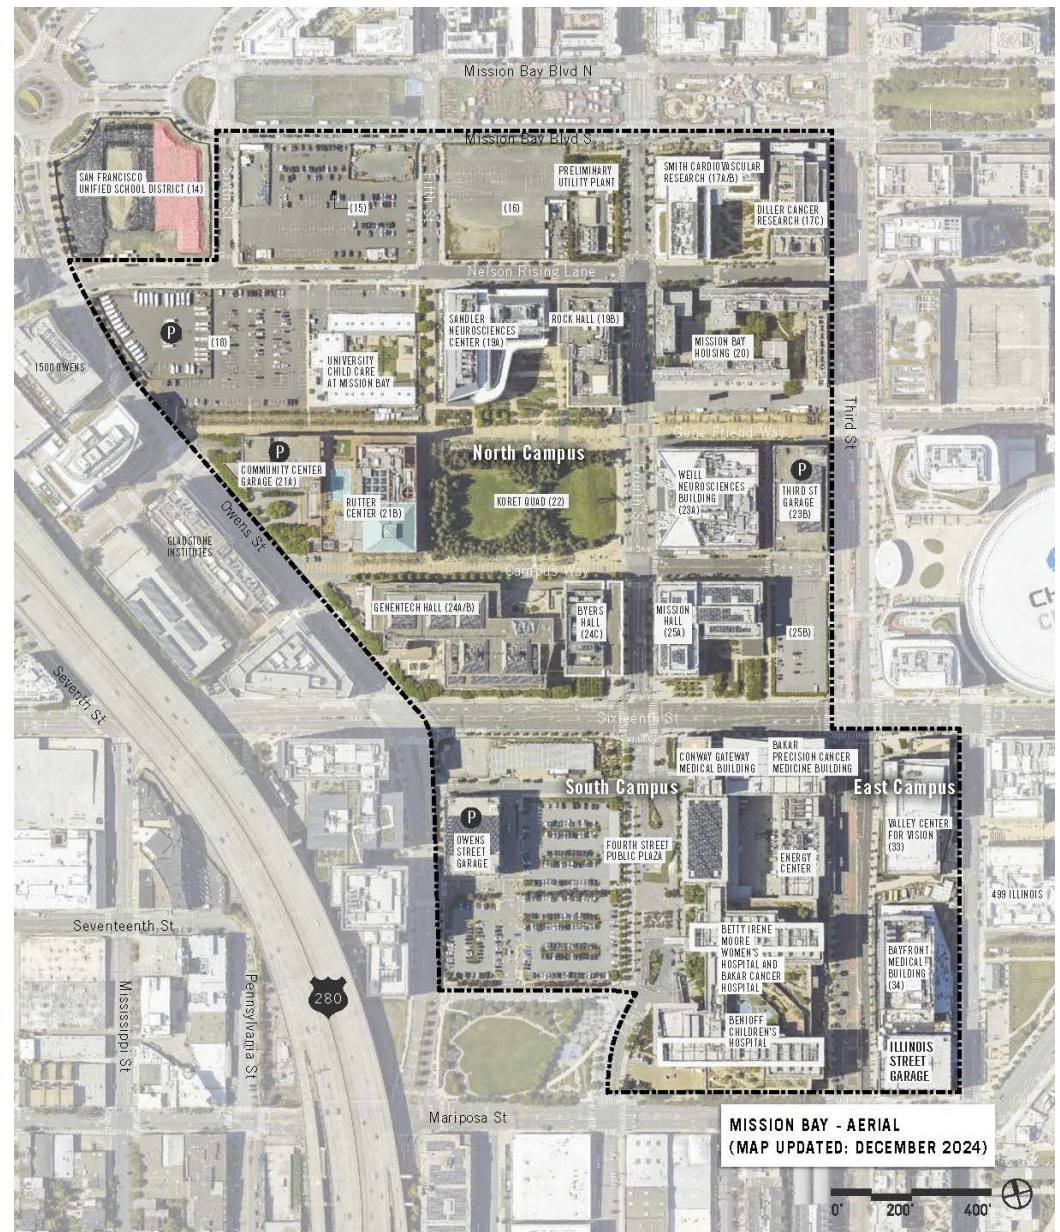 Mission Bay Blvd N
Mission Bay Blvd S
SAN FRANCISCO
UNIFIED SCHOOL DISTRICT (14)
Sixth St
(15)
Fifth St
(16)
PRELIMINARY
UTILITY PLANT
SMITH CARDIOVASCULAR
RESEARCH (17A/B)
DILLER CANCER
RESEARCH (17C)
Nelson Rising Lane
P
(18)
1500 OWENS
UNIVERSITY
CHILD CARE
AT MISSION BAY
SANDLER
NEUROSCIENCES
CENTER (19A)
ROCK HALL (19B)
MISSION BAY
HOUSING (20)
Third St
Gene Friend Way
North Campus
P
COMMUNITY CENTER
GARAGE (21A)
RUTTER
CENTER (21B)
KORET QUAD (22)
Fourth St
WEILL
NEUROSCIENCES
BUILDING
(23A)
P
THIRD ST
GARAGE
(23B)
Owens St
GLADSTONE
INSTITUTES
Campus Way
GENENTECH HALL (24A/B)
BYERS
HALL
(24C)
MISSION
HALL
(25A)
(25B)
CH
C
Seventh St
Sixteenth St
CONWAY GATEWAY
MEDICAL BUILDING
BAKAR
PRECISION CANCER
MEDICINE BUILDING
South Campus
East Campus
P
OWENS
STREET
GARAGE
FOURTH STREET
PUBLIC PLAZA
ENERGY
CENTER
VALLEY CENTER
FOR VISION
(33)
499 ILLINOIS
Seventeenth St
BETTY IRENE
MOORE
WOMEN'S
HOSPITAL AND
BAKAR CANCER
HOSPITAL
BAYFRONT
MEDICAL
BUILDING
(34)
280
Mississippi St
Pennsylvania St
BENIOFF
CHILDREN'S
HOSPITAL
ILLINOIS
STREET
GARAGE
Mariposa St
MISSION BAY - AERIAL
(MAP UPDATED: DECEMBER 2024)
0' 200' 400'